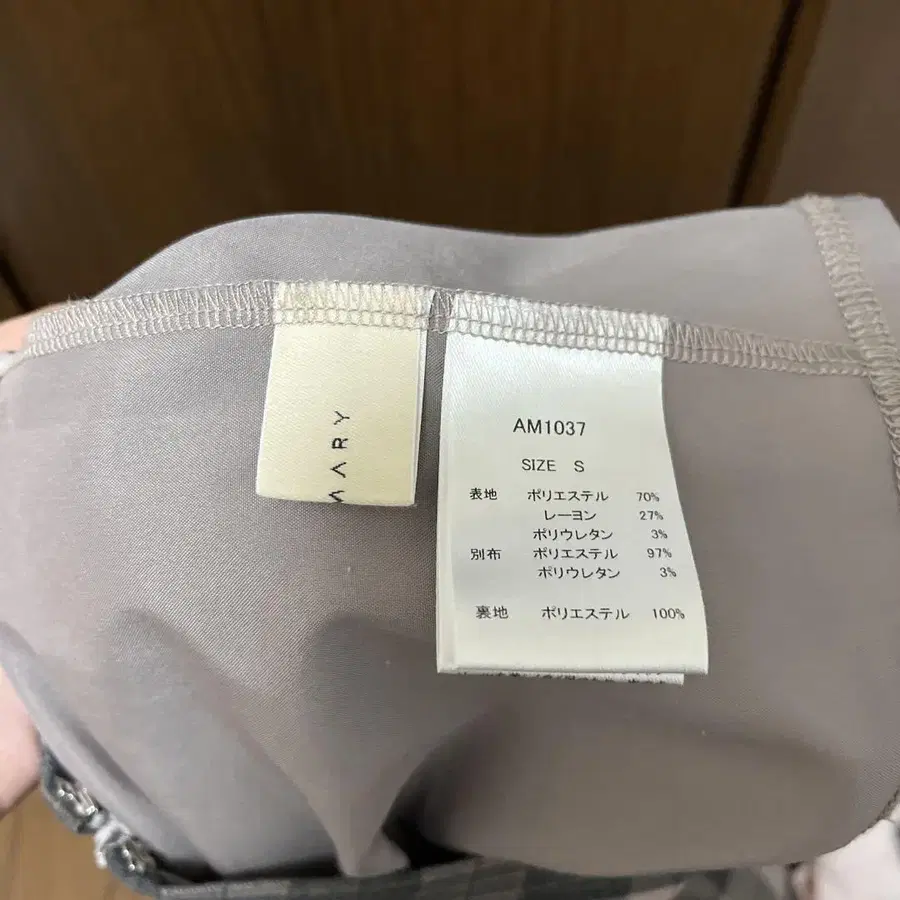 MARY
AM1037
SIZE S
表地 ポリエステル 70%
レーヨン 27%
ポリウレタン 3%
別布 ポリエステル 97%
ポリウレタン 3%
裏地 ポリエステル 100%